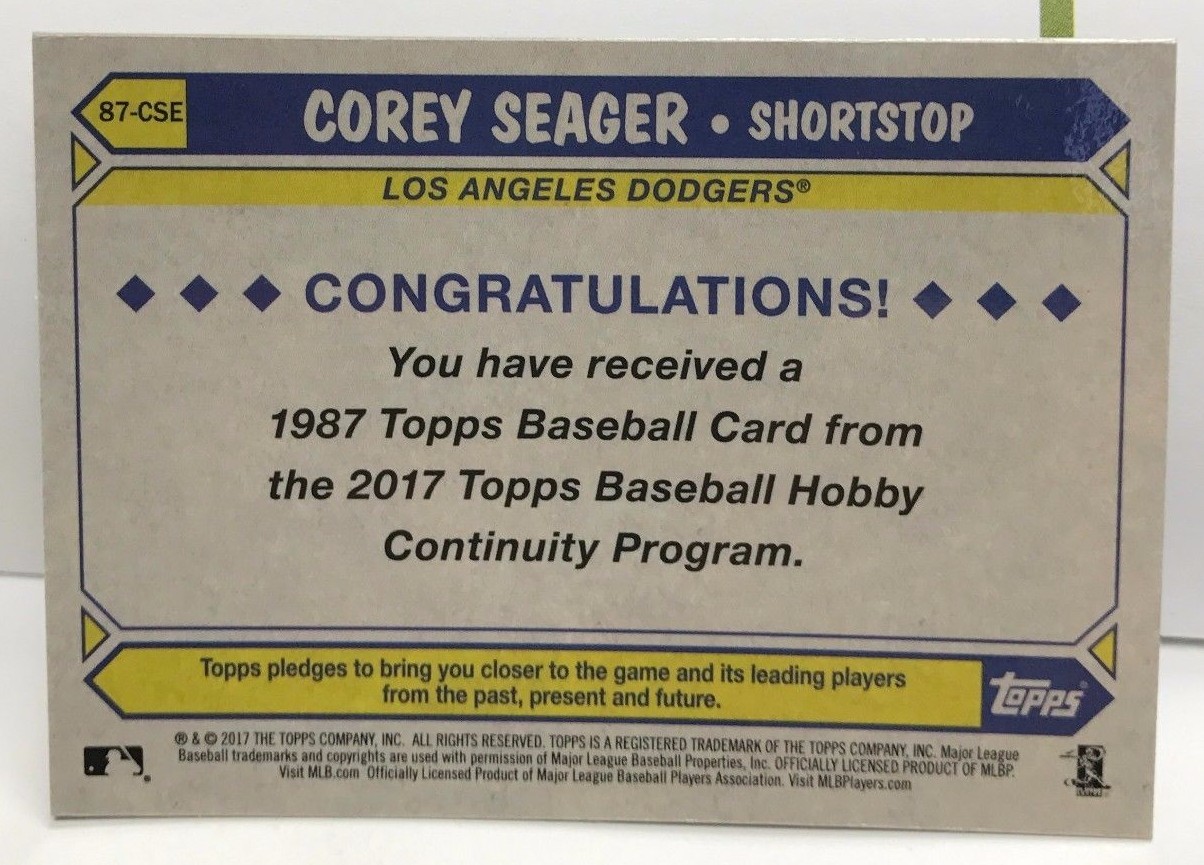 87-CSE
COREY SEAGER • SHORTSTOP
LOS ANGELES DODGERS®
CONGRATULATIONS!
You have received a
1987 Topps Baseball Card from
the 2017 Topps Baseball Hobby
Continuity Program.
Topps pledges to bring you closer to the game and its leading players
from the past, present and future.
topps®
® & © 2017 THE TOPPS COMPANY, INC. ALL RIGHTS RESERVED. TOPPS IS A REGISTERED TRADEMARK OF THE TOPPS COMPANY, INC. Major League
Baseball trademarks and copyrights are used with permission of Major League Baseball Properties, Inc. OFFICIALLY LICENSED PRODUCT OF MLBP.
Visit MLB.com Officially Licensed Product of Major League Baseball Players Association. Visit MLBPlayers.com